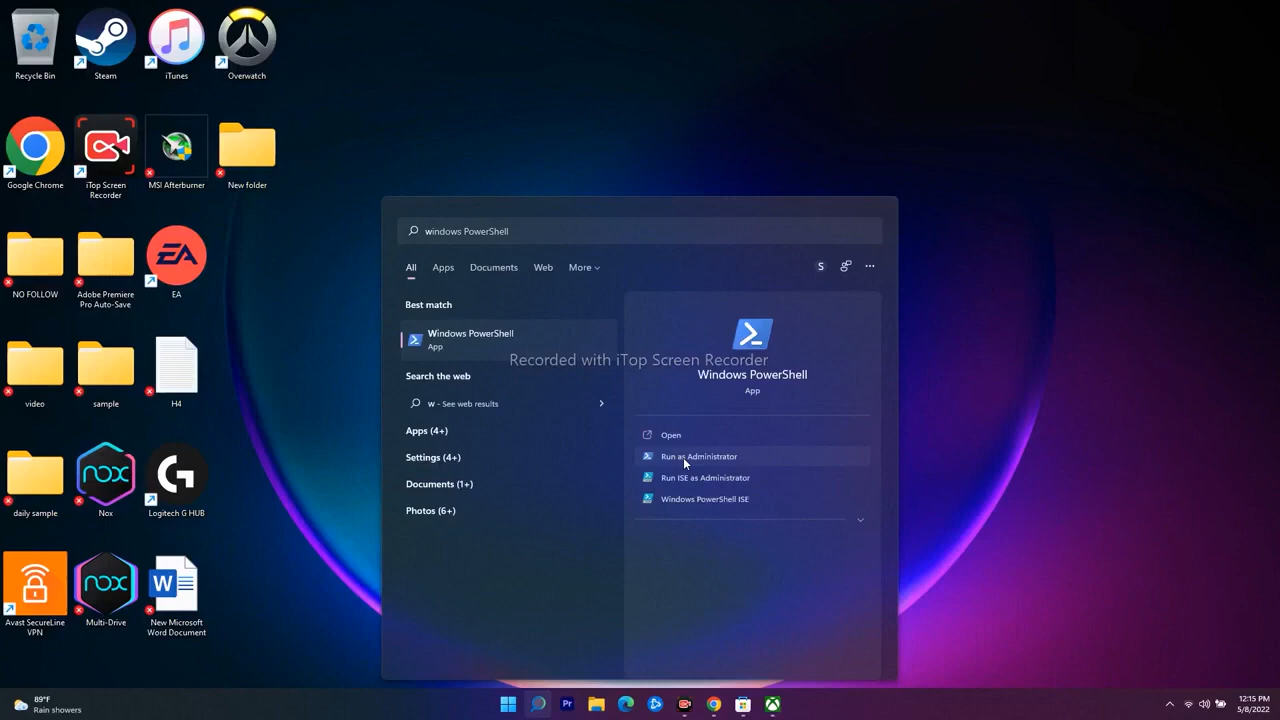 Recycle Bin
Steam
iTunes
Overwatch
Google Chrome
iTop Screen
Recorder
MSI Afterburner
New folder
NO FOLLOW
Adobe Premiere
Pro Auto-Save
EA
EA
video
sample
H4
daily sample
nox
Nox
G
Logitech G HUB
Avast SecureLine
VPN
nox
Multi-Drive
W
New Microsoft
Word Document
windows PowerShell
All
Apps
Documents
Web
More
S
Best match
Windows PowerShell
App
Search the web
w - See web results
Apps (4+)
Settings (4+)
Documents (1+)
Photos (6+)
Recorded with iTop Screen Recorder
Windows PowerShell
App
Open
Run as Administrator
Run ISE as Administrator
Windows PowerShell ISE
89°F
Rain showers
Pr
12:15 PM
5/8/2022